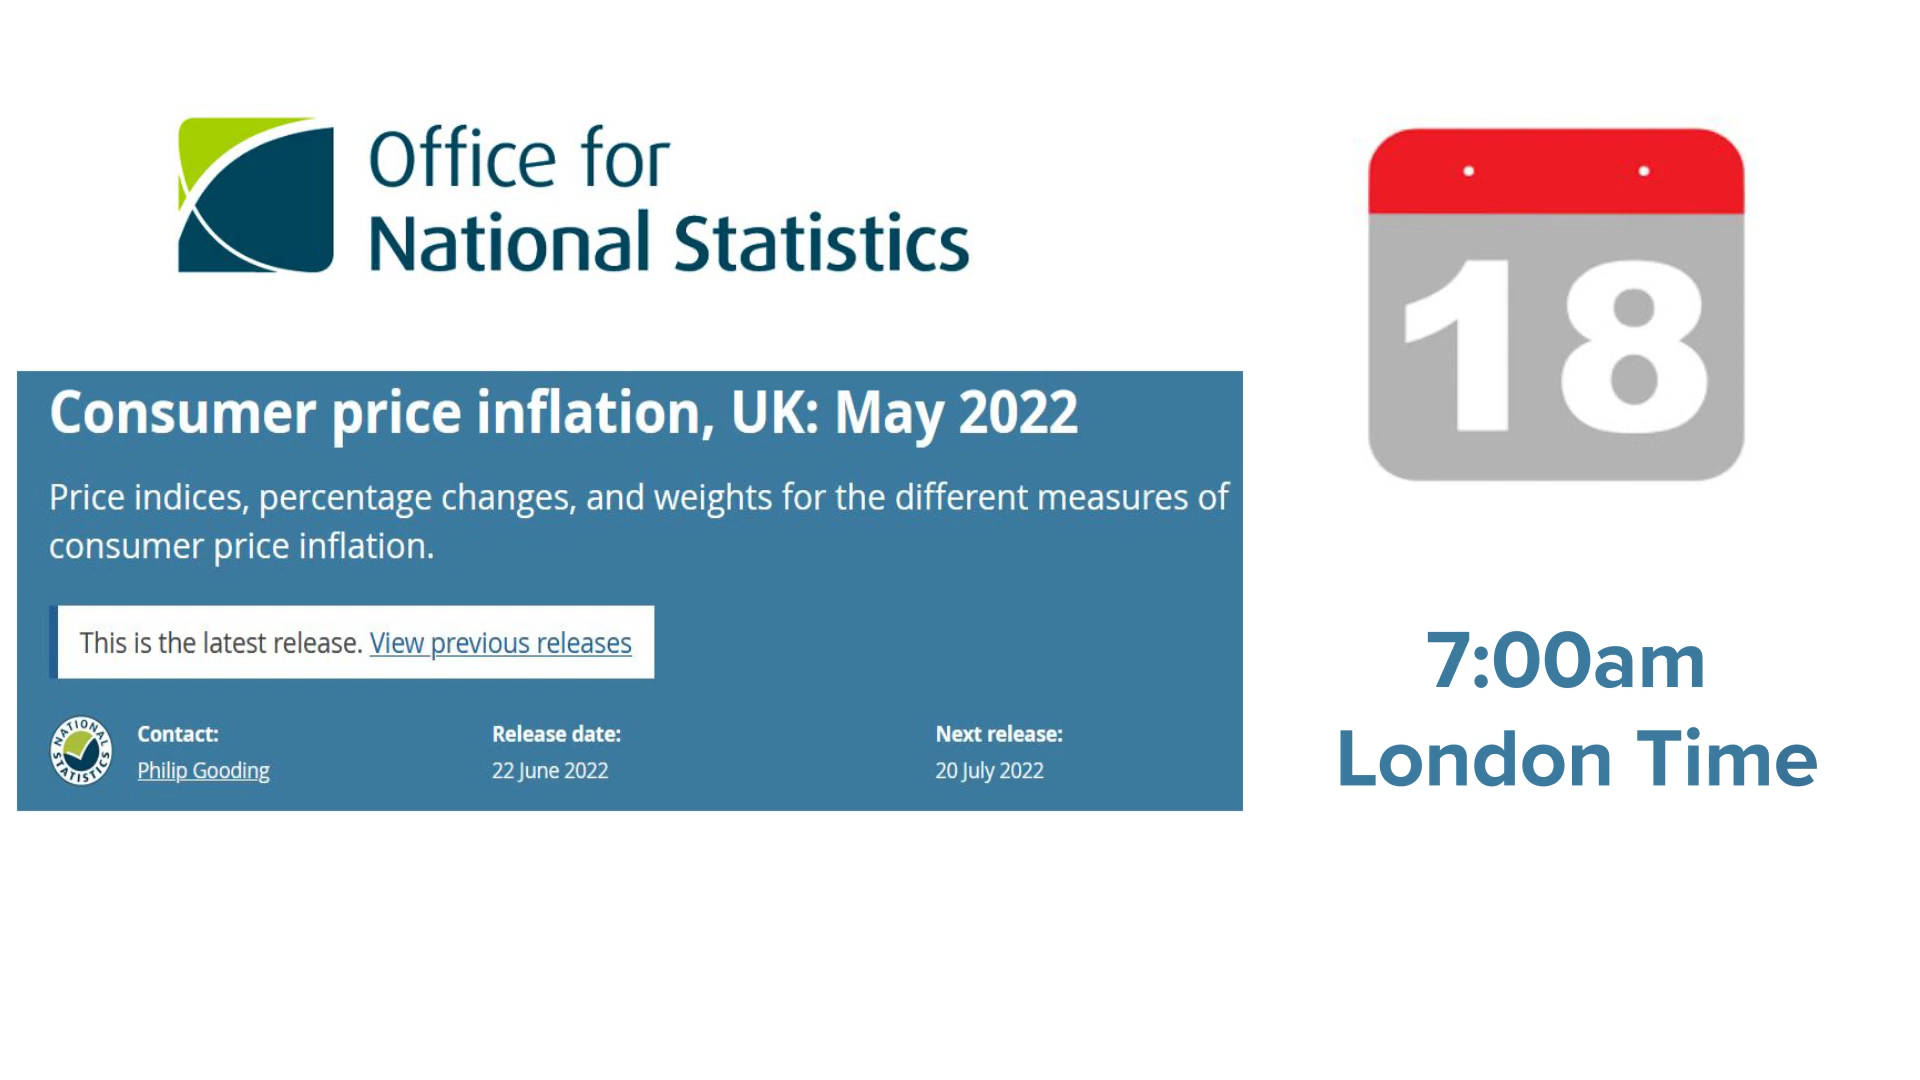 Office for
National Statistics
18
Consumer price inflation, UK: May 2022
Price indices, percentage changes, and weights for the different measures of
consumer price inflation.
This is the latest release. View previous releases
NATIONAL STATISTICS
Contact:
Philip Gooding
Release date:
22 June 2022
Next release:
20 July 2022
7:00am
London Time